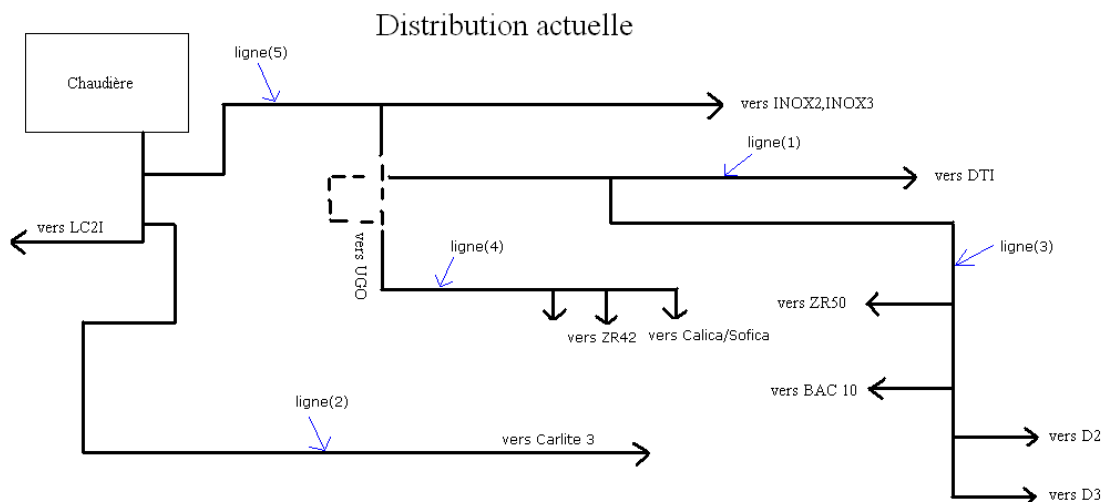 Distribution actuelle
ligne(5)
Chaudière
vers INOX2,INOX3
ligne(1)
vers DTI
vers LC2I
vers UGO
ligne(4)
ligne(3)
vers ZR50
vers ZR42
vers Calica/Sofica
vers BAC 10
ligne(2)
vers Carlite 3
vers D2
vers D3